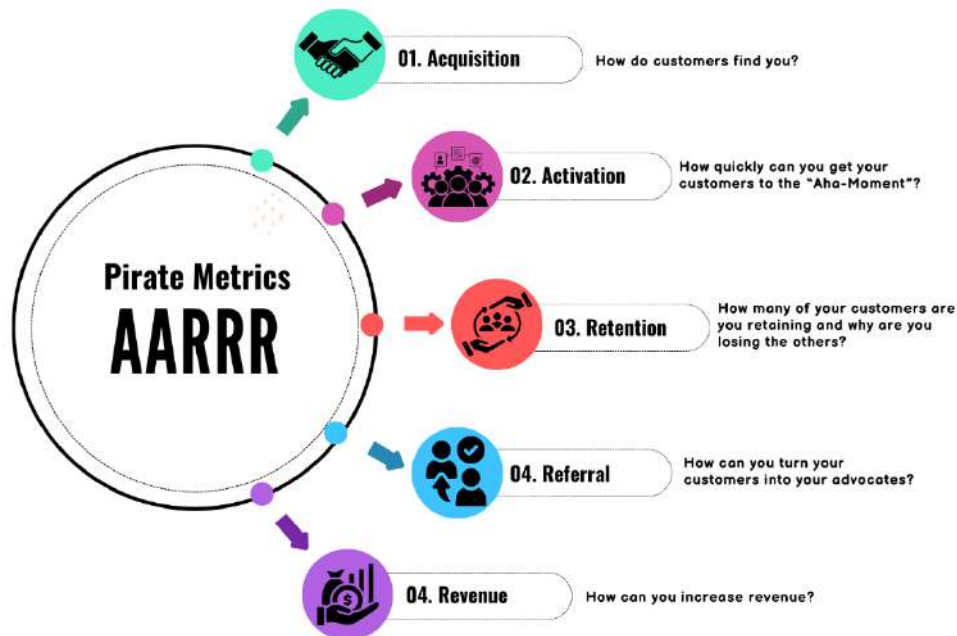 01. Acquisition
How do customers find you?
02. Activation
How quickly can you get your
customers to the “Aha-Moment”?
Pirate Metrics
AARRR
03. Retention
How many of your customers are
you retaining and why are you
losing the others?
04. Referral
How can you turn your
customers into your advocates?
04. Revenue
How can you increase revenue?